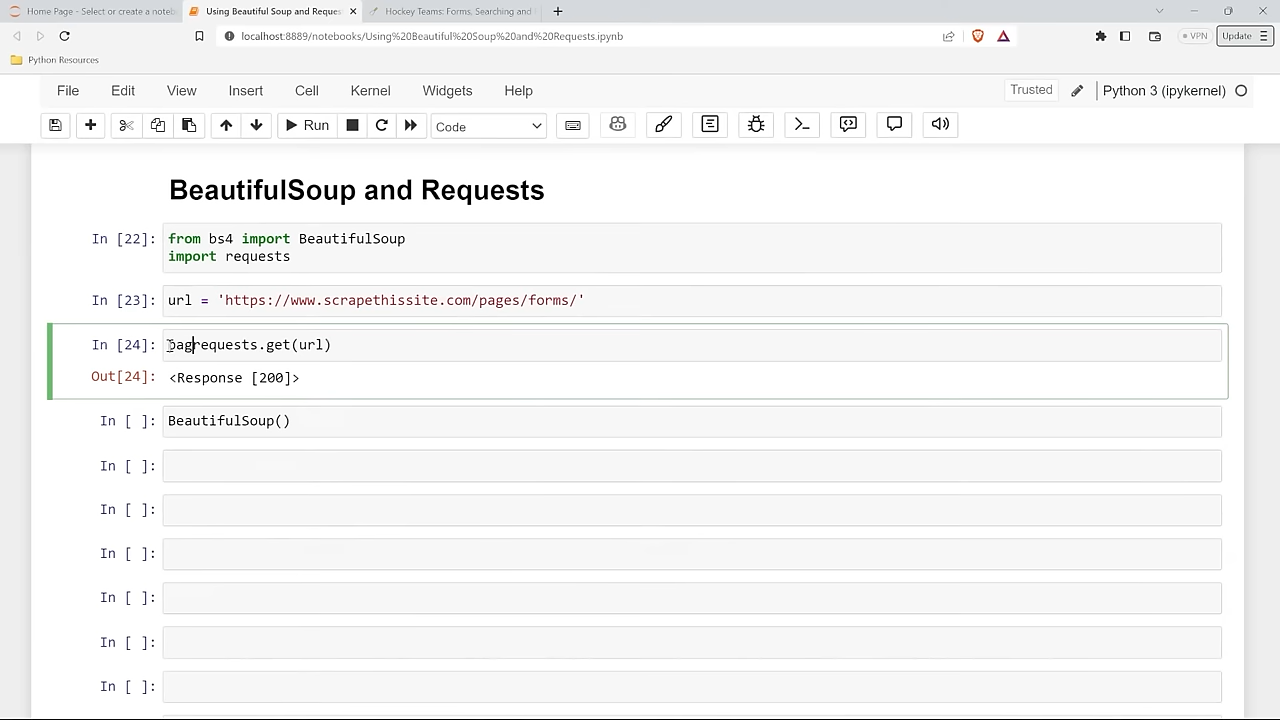 Home Page - Select or create a noteb
Using Beautiful Soup and Reques
Hockey Teams: Forms, Searching and
localhost:8889/notebooks/Using%20Beautiful%20Soup%20and%20Requests.ipynb
VPN
Update
Python Resources
File Edit View Insert Cell Kernel Widgets Help
Trusted
Python 3 (ipykernel)
Run
Code
BeautifulSoup and Requests
In [22]: from bs4 import BeautifulSoup
import requests
In [23]: url = 'https://www.scrapethissite.com/pages/forms/'
In [24]: pagrequests.get(url)
Out[24]: <Response [200]>
In [ ]: BeautifulSoup()
In [ ]:
In [ ]:
In [ ]:
In [ ]:
In [ ]:
In [ ]: